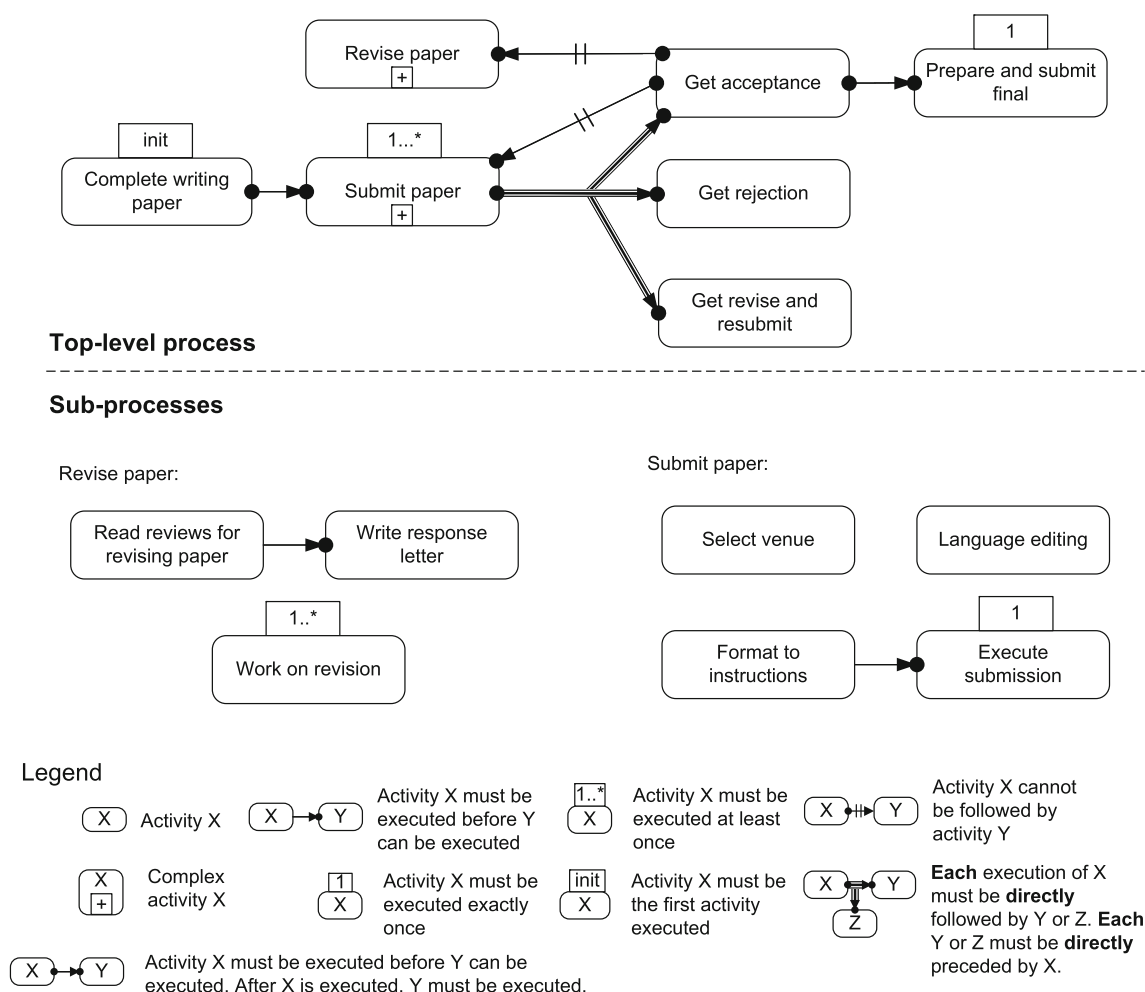 1
Revise paper
+
Get acceptance
Prepare and submit
final
init
1...*
Complete writing
paper
Submit paper
+
Get rejection
Get revise and
resubmit
Top-level process
Sub-processes
Revise paper:
Submit paper:
Read reviews for
revising paper
Write response
letter
Select venue
Language editing
1..*
Work on revision
1
Format to
instructions
Execute
submission
Legend
X
Activity X
X
Y
Activity X must be
executed before Y
can be executed
1..*
X
Activity X must be
executed at least
once
X
Y
Activity X cannot
be followed by
activity Y
X
+
Complex
activity X
1
X
Activity X must be
executed exactly
once
init
X
Activity X must be
the first activity
executed
X
Y
Z
Each execution of X
must be directly
followed by Y or Z. Each
Y or Z must be directly
preceded by X.
X
Y
Activity X must be executed before Y can be
executed. After X is executed, Y must be executed.